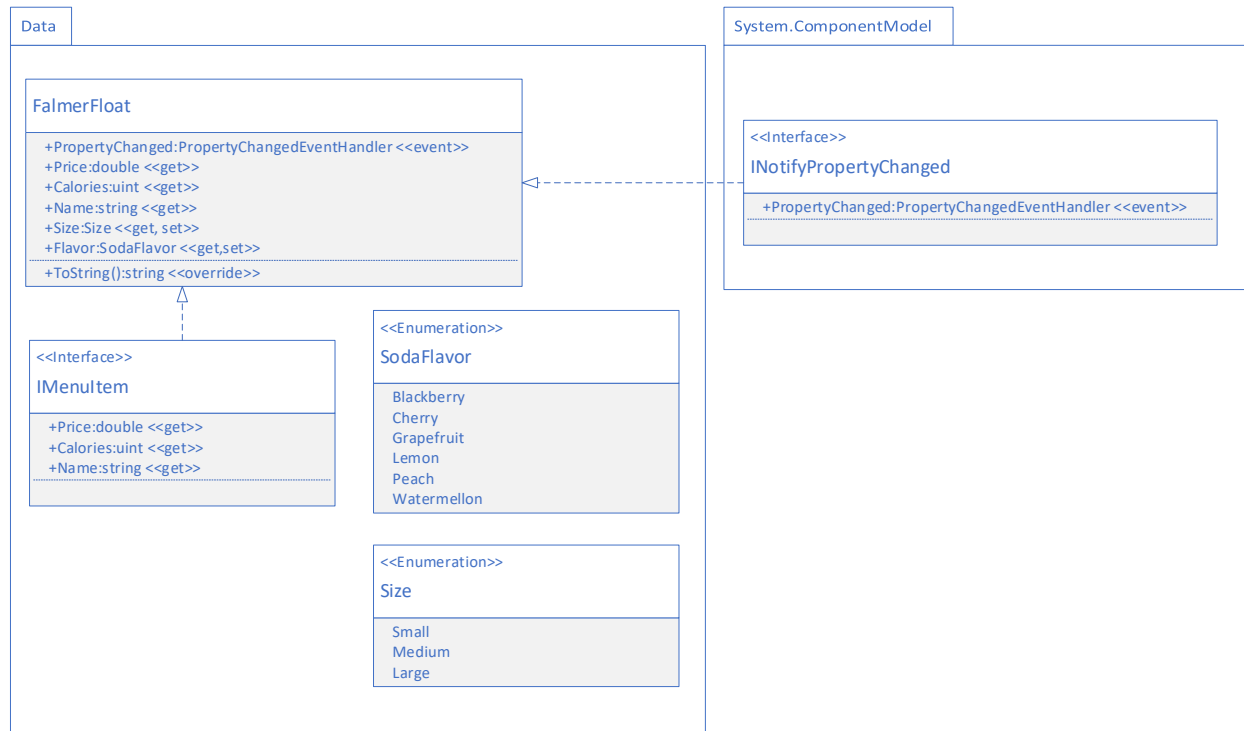 Data
System.ComponentModel
FalmerFloat
+PropertyChanged:PropertyChangedEventHandler <<event>>
+Price:double <<get>>
+Calories:uint <<get>>
+Name:string <<get>>
+Size:Size <<get, set>>
+Flavor:SodaFlavor <<get,set>>
+ToString():string <<override>>
<<Interface>>
INotifyPropertyChanged
+PropertyChanged:PropertyChangedEventHandler <<event>>
<<Interface>>
IMenuItem
+Price:double <<get>>
+Calories:uint <<get>>
+Name:string <<get>>
<<Enumeration>>
SodaFlavor
Blackberry
Cherry
Grapefruit
Lemon
Peach
Watermellon
<<Enumeration>>
Size
Small
Medium
Large